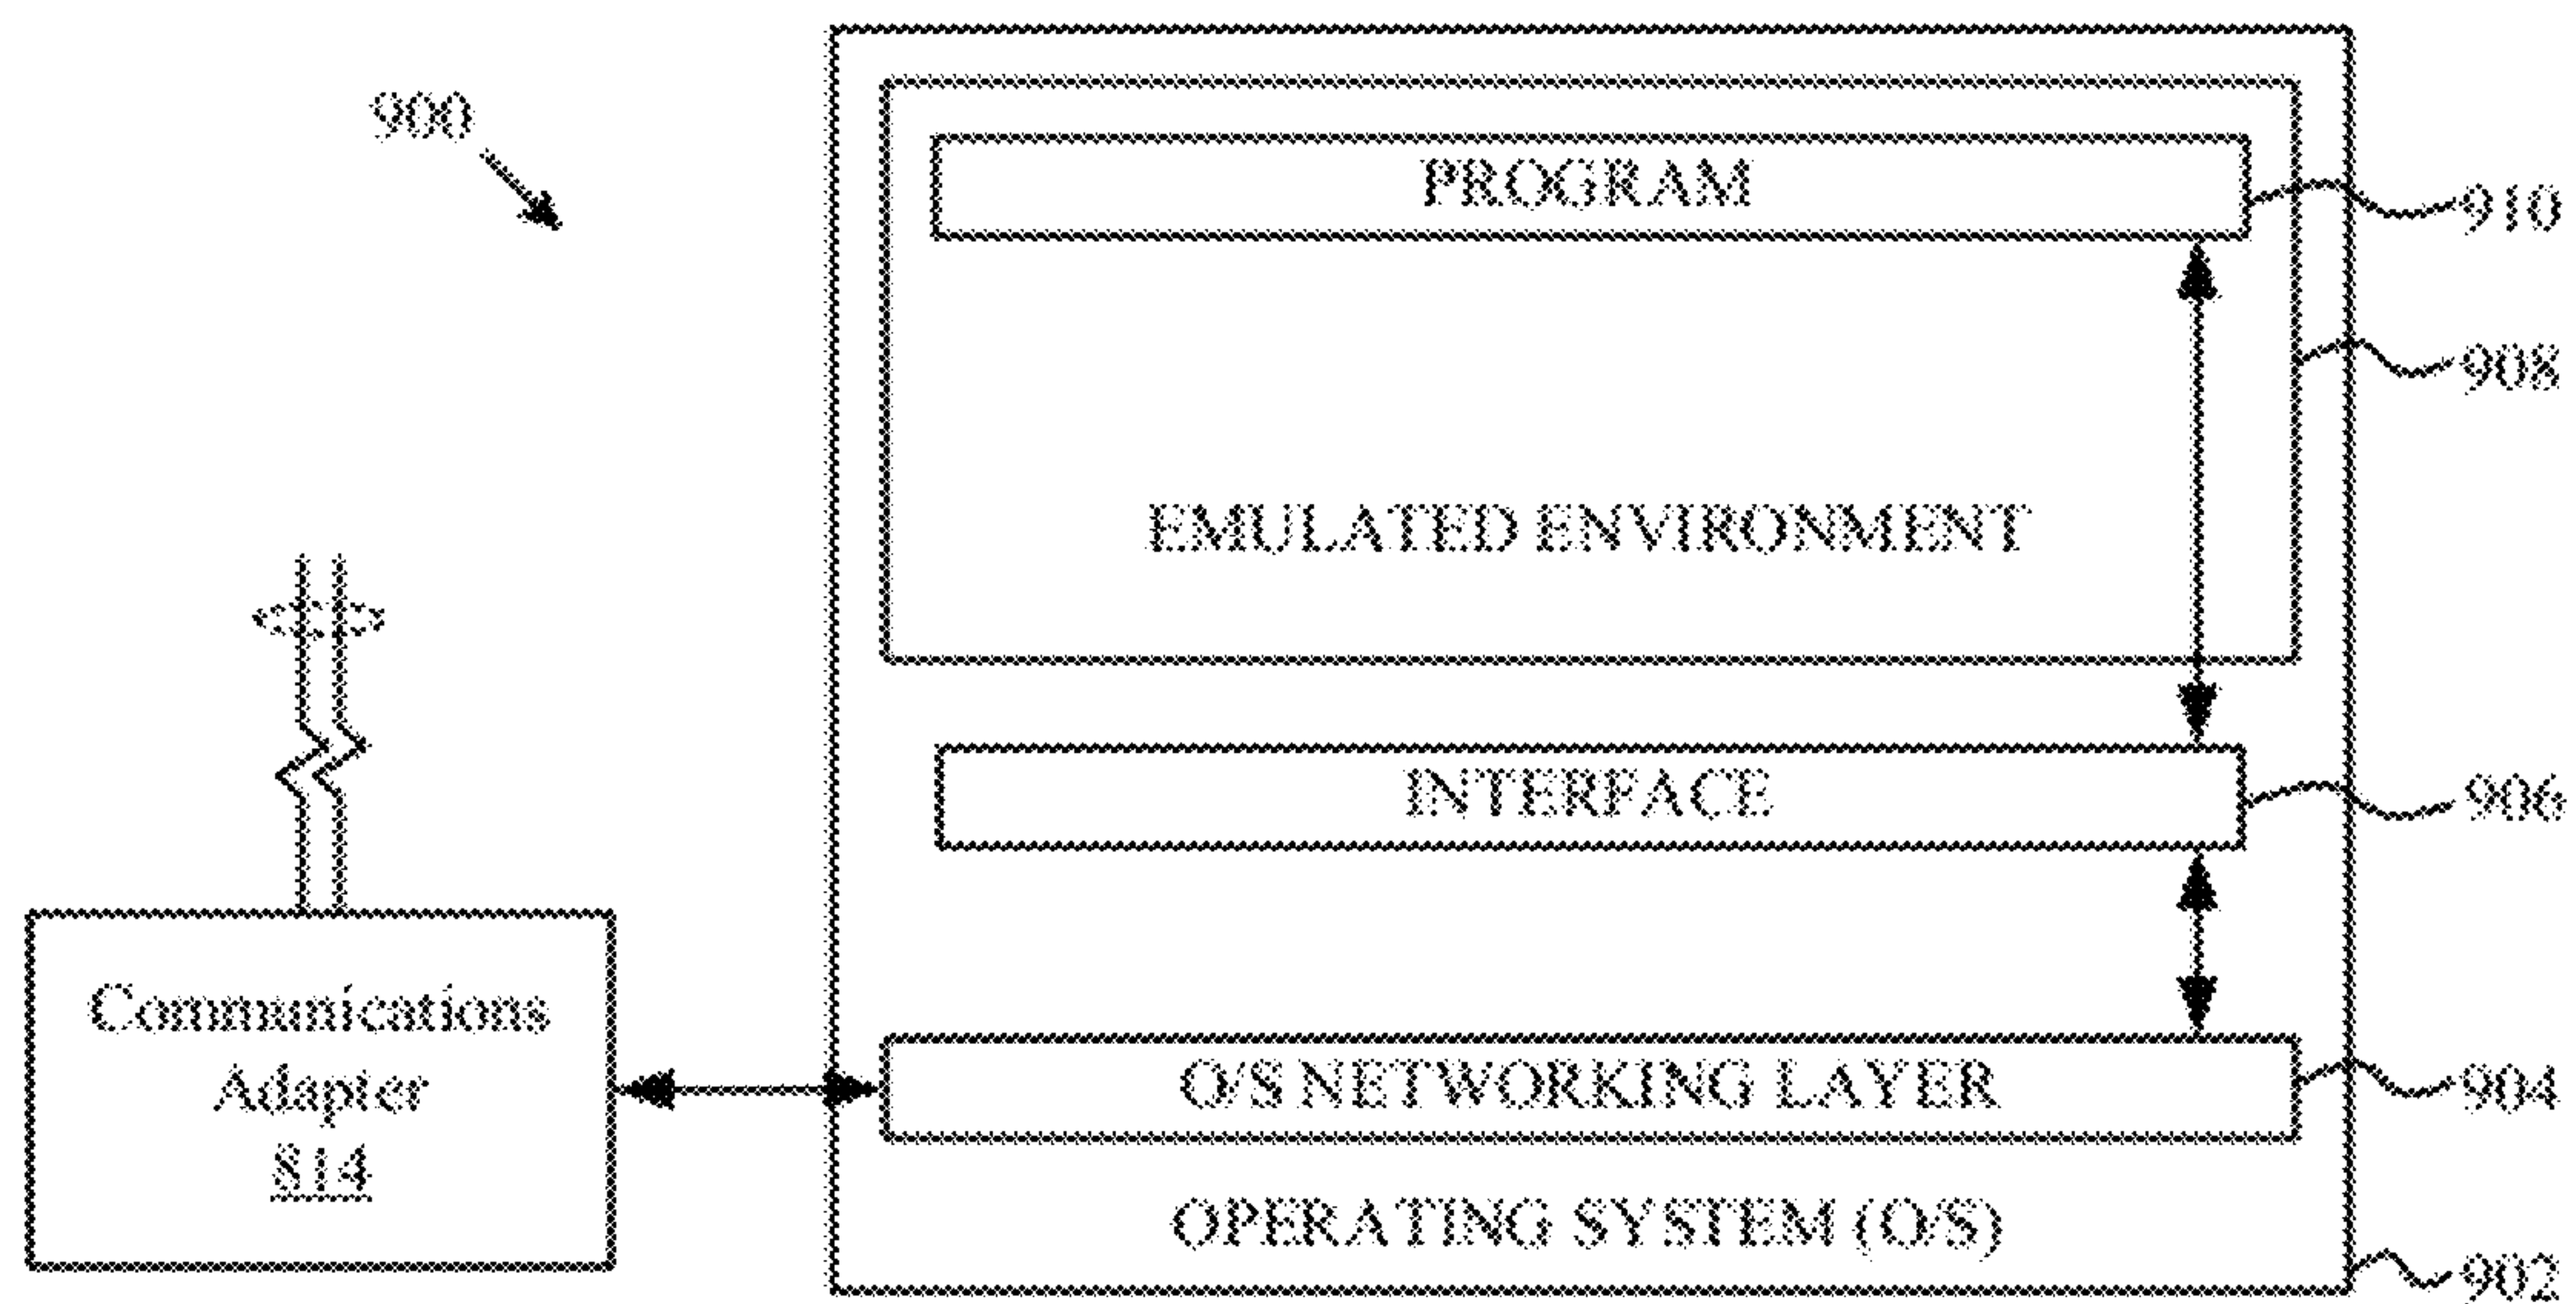 900
PROGRAM
910
908
EMULATED ENVIRONMENT
INTERFACE
906
Communications
Adapter
814
O/S NETWORKING LAYER
904
OPERATING SYSTEM (O/S)
902